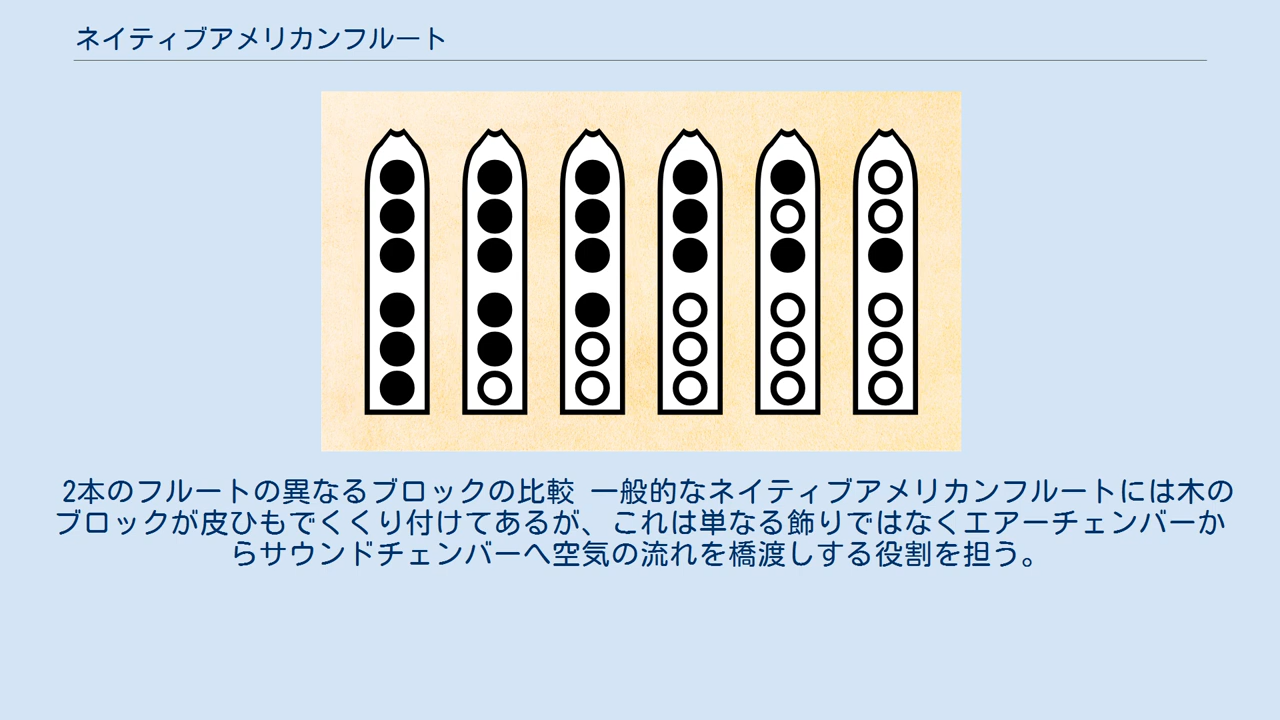 ネイティブアメリカンフルート
2本のフルートの異なるブロックの比較 一般的なネイティブアメリカンフルートには木の
ブロックが皮ひもでくくり付けてあるが、これは単なる飾りではなくエアーチェンバーか
らサウンドチェンバーへ空気の流れを橋渡しする役割を担う。